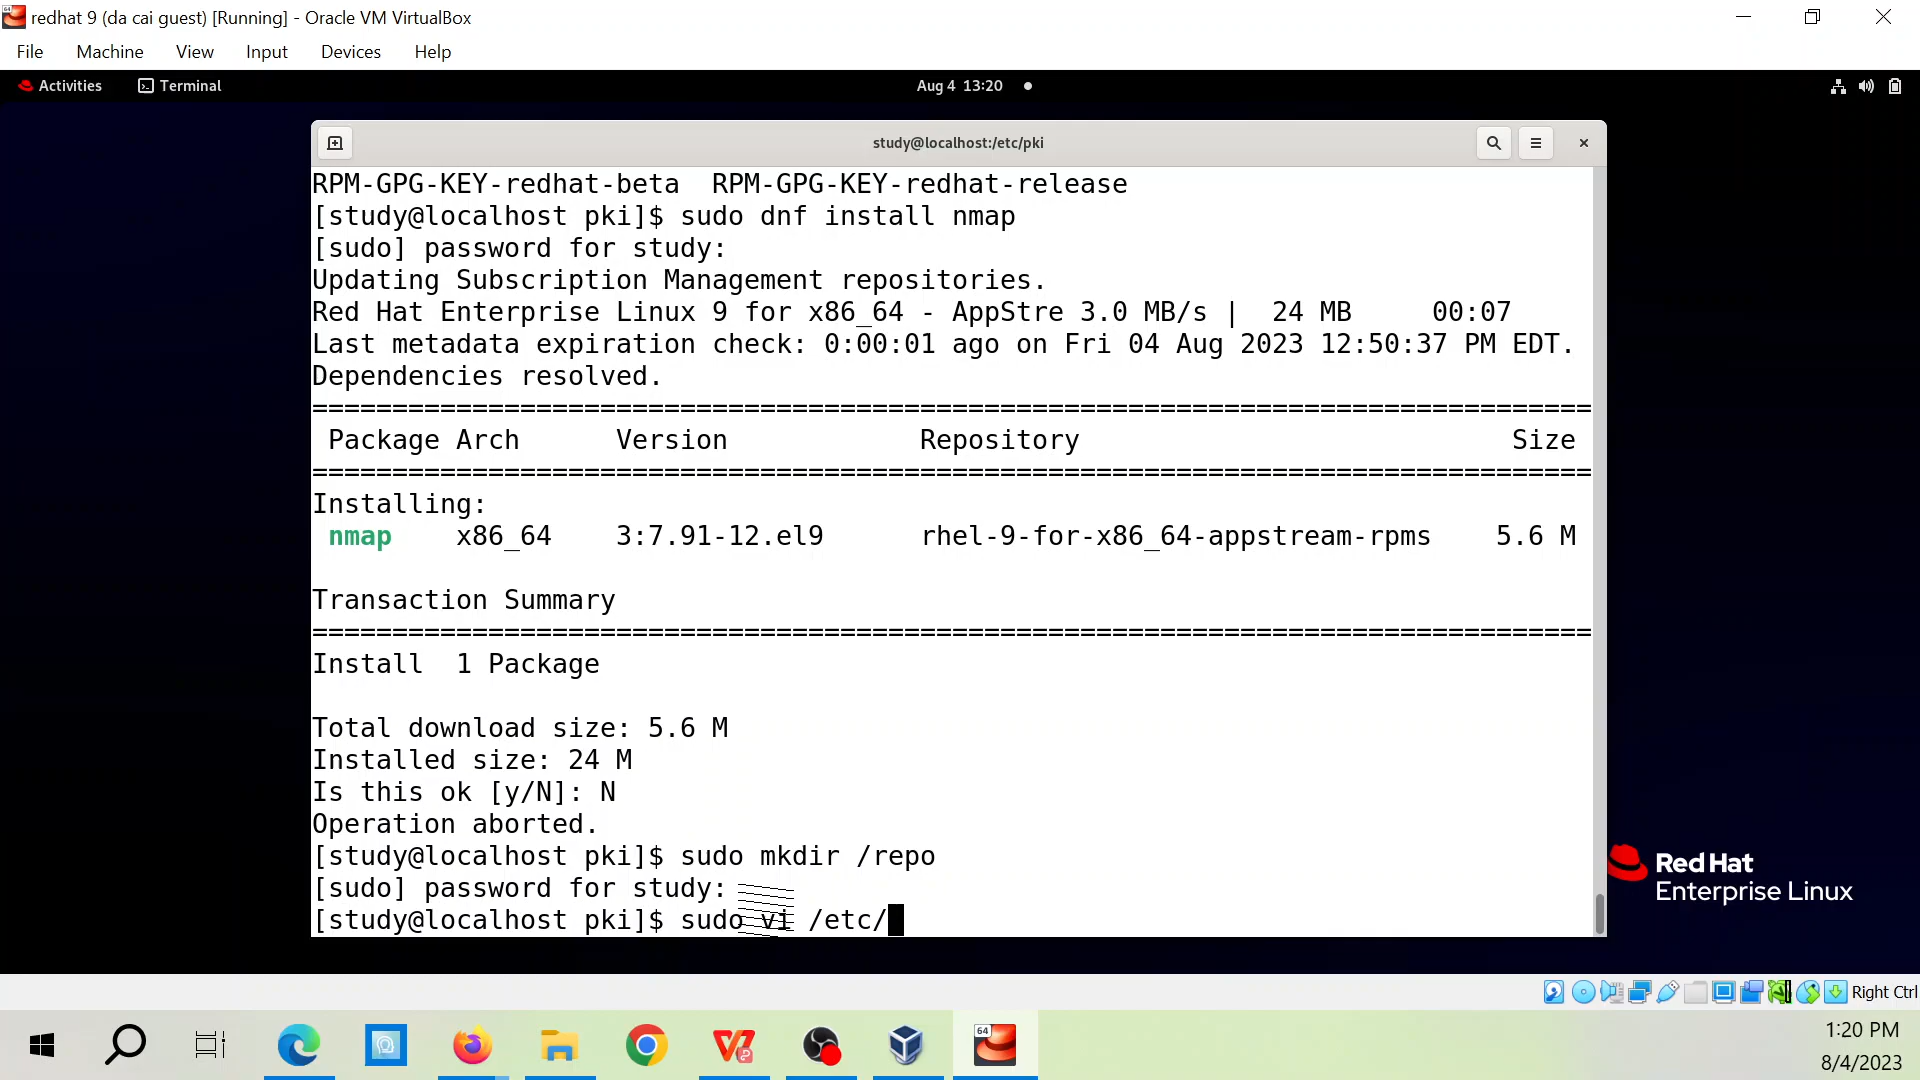 redhat 9 (da cai guest) [Running] - Oracle VM VirtualBox
File Machine View Input Devices Help
Activities Terminal Aug 4 13:20
study@localhost:/etc/pki
RPM-GPG-KEY-redhat-beta  RPM-GPG-KEY-redhat-release
[study@localhost pki]$ sudo dnf install nmap
[sudo] password for study:
Updating Subscription Management repositories.
Red Hat Enterprise Linux 9 for x86_64 - AppStre 3.0 MB/s |  24 MB     00:07
Last metadata expiration check: 0:00:01 ago on Fri 04 Aug 2023 12:50:37 PM EDT.
Dependencies resolved.
================================================================================
 Package Arch      Version            Repository                           Size
================================================================================
Installing:
 nmap    x86_64    3:7.91-12.el9      rhel-9-for-x86_64-appstream-rpms    5.6 M
Transaction Summary
================================================================================
Install  1 Package
Total download size: 5.6 M
Installed size: 24 M
Is this ok [y/N]: N
Operation aborted.
[study@localhost pki]$ sudo mkdir /repo
[sudo] password for study:
[study@localhost pki]$ sudo vi /etc/
Red Hat
Enterprise Linux
Right Ctrl
64
1:20 PM
8/4/2023